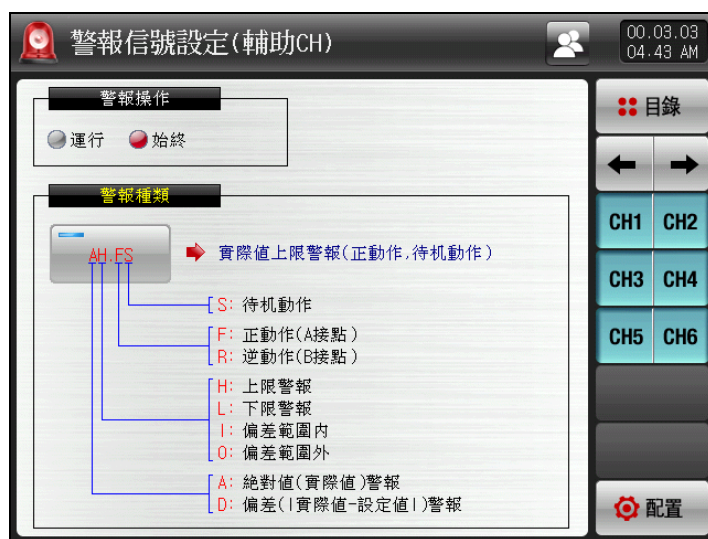 警報信號設定(輔助CH)
00.03.03
04.43 AM
警報操作
運行 始終
警報種類
AH.FS
實際值上限警報(正動作,待机動作)
S: 待机動作
F: 正動作(A接點)
R: 逆動作(B接點)
H: 上限警報
L: 下限警報
I: 偏差範圍內
O: 偏差範圍外
A: 絶對值(實際值)警報
D: 偏差(|實際值-設定值|)警報
目錄
CH1 CH2
CH3 CH4
CH5 CH6
配置